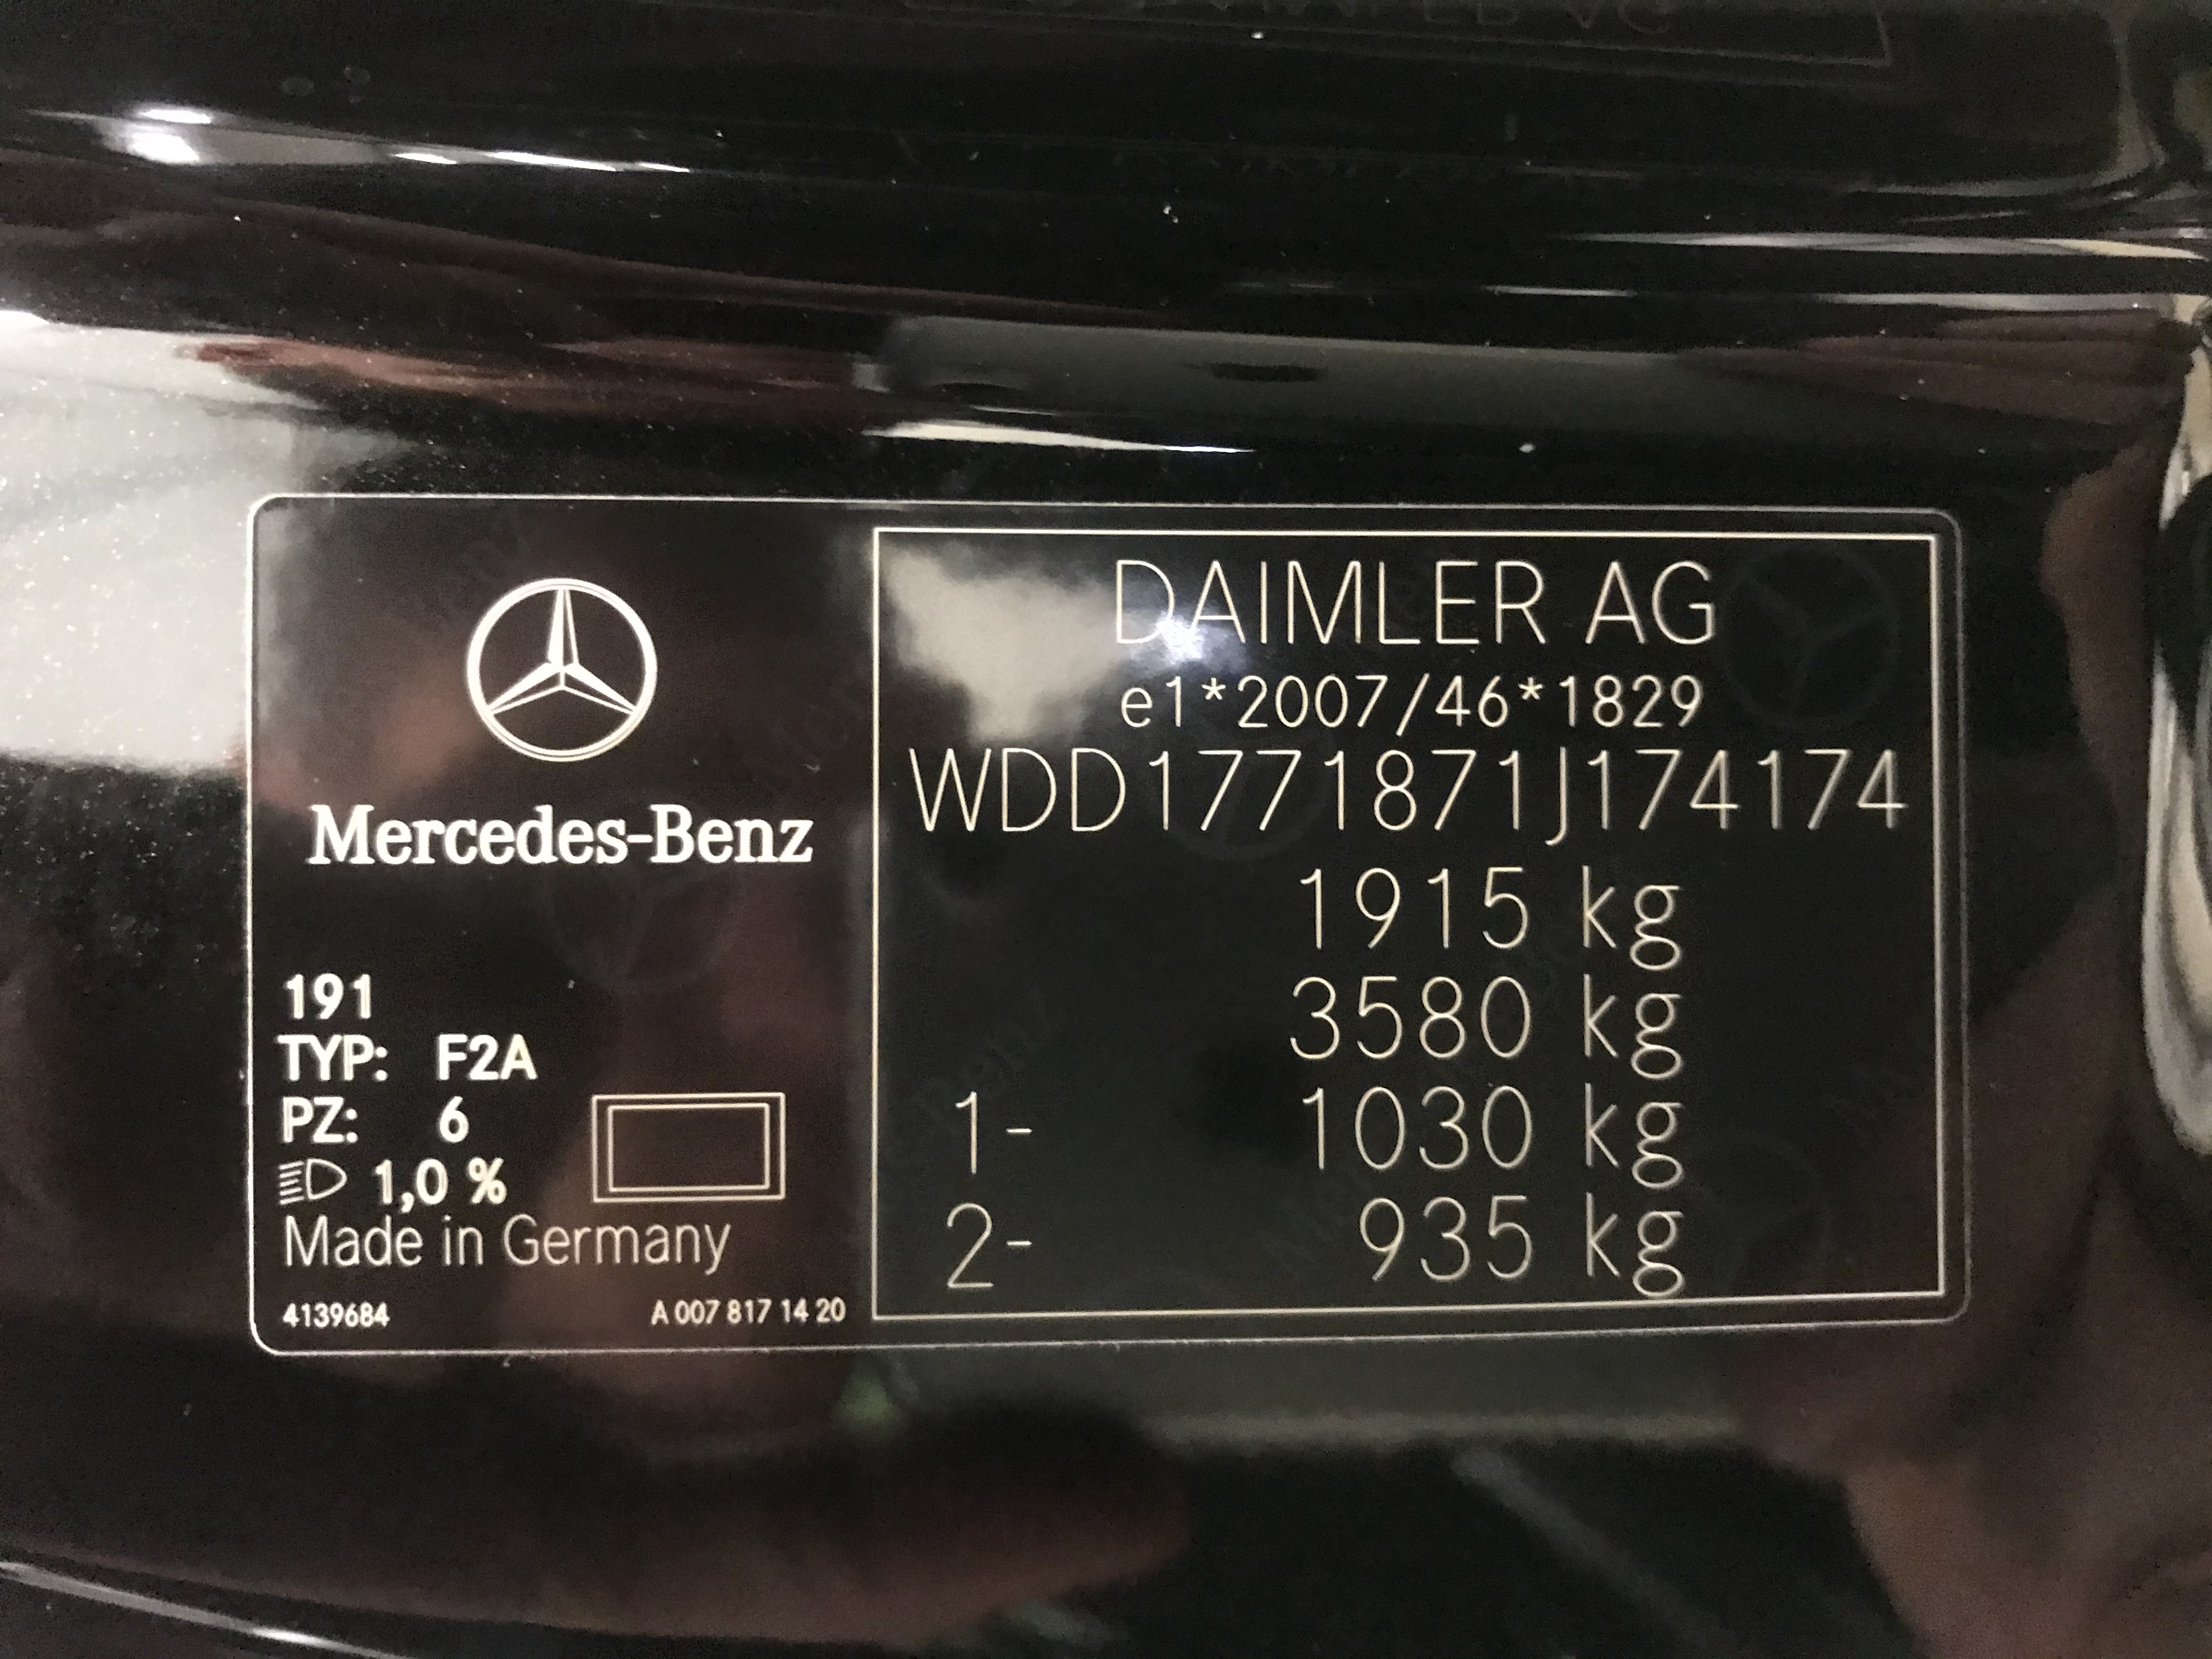 Mercedes-Benz
191
TYP: F2A
PZ: 6
1,0 %
Made in Germany
4139684 A 007 817 14 20
DAIMLER AG
e1*2007/46*1829
WDD1771871J174174
1915 kg
3580 kg
1- 1030 kg
2- 935 kg